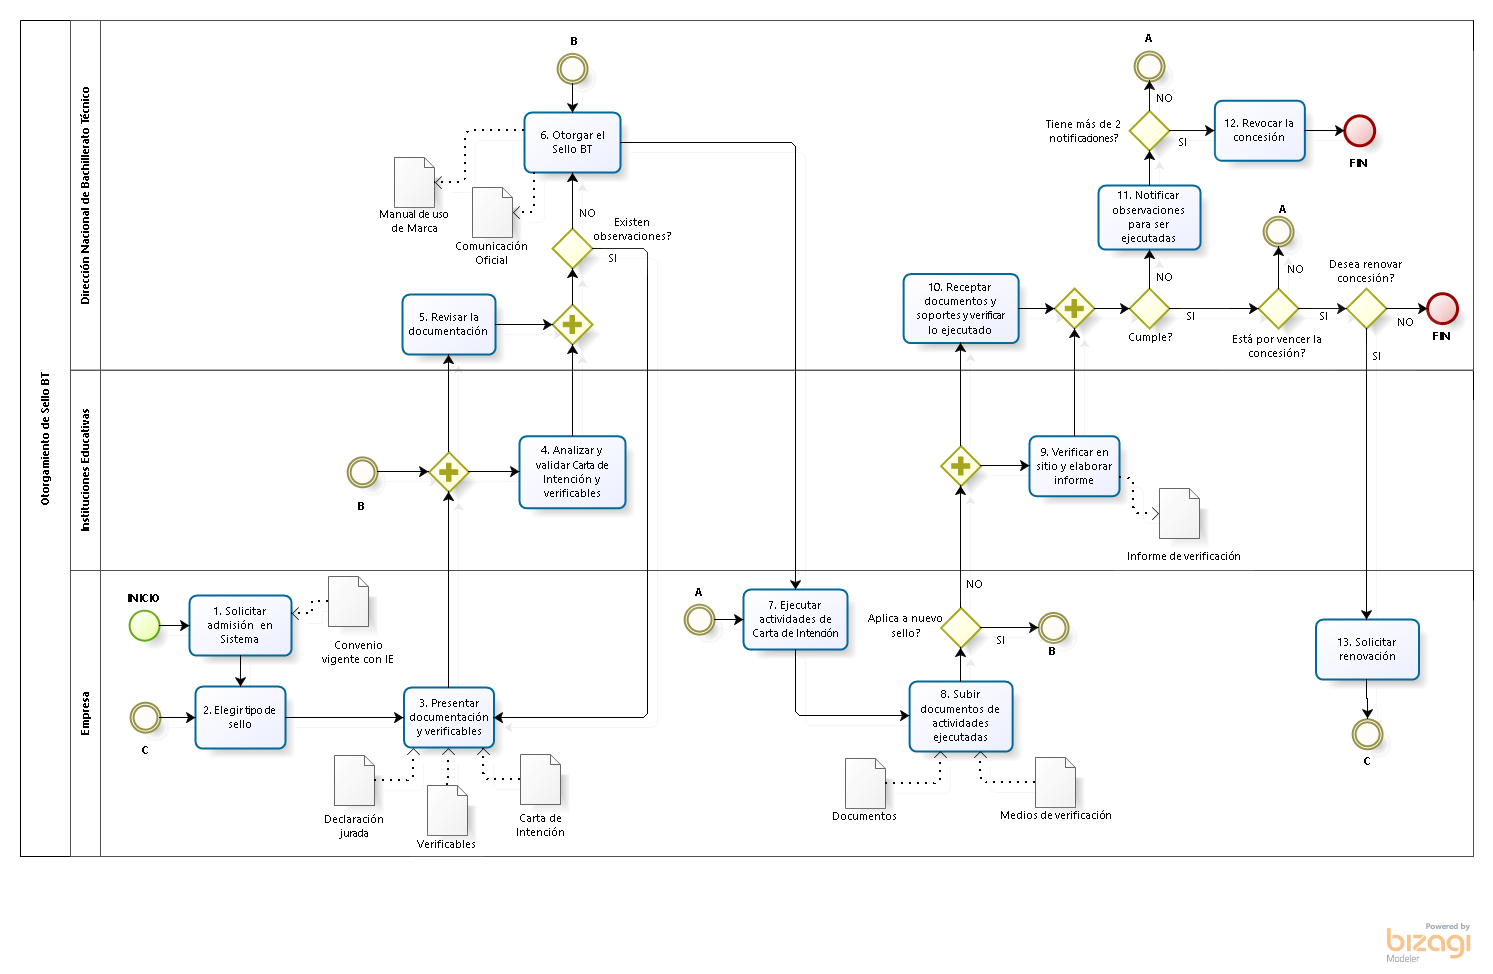 Otorgamiento de Sello BT
Dirección Nacional de Bachillerato Técnico
B
6. Otorgar el
Sello BT
Manual de uso
de Marca
Comunicación
Oficial
NO
Existen
observaciones?
SI
5. Revisar la
documentación
A
NO
Tiene más de 2
notificaciones?
SI
12. Revocar la
concesión
FIN
11. Notificar
observaciones
para ser
ejecutadas
NO
10. Receptar
documentos y
soportes y verificar
lo ejecutado
Cumple?
SI
A
NO
Está por vencer la
concesión?
SI
Desea renovar
concesión?
NO
FIN
SI
Instituciones Educativas
B
4. Analizar y
validar Carta de
Intención y
verificables
9. Verificar en
sitio y elaborar
informe
Informe de verificación
Empresa
INICIO
1. Solicitar
admisión en
Sistema
Convenio
vigente con IE
C
2. Elegir tipo de
sello
3. Presentar
documentación
y verificables
Declaración
jurada
Verificables
Carta de
Intención
A
7. Ejecutar
actividades de
Carta de Intención
NO
Aplica a nuevo
sello?
SI
B
8. Subir
documentos de
actividades
ejecutadas
Documentos
Medios de verificación
13. Solicitar
renovación
C
Powered by
bizagi
Modeler